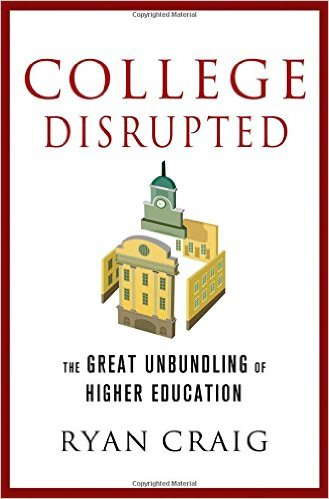 COLLEGE
DISRUPTED
THE GREAT UNBUNDLING OF
HIGHER EDUCATION
RYAN CRAIG
Copyrighted Material
Copyrighted Material